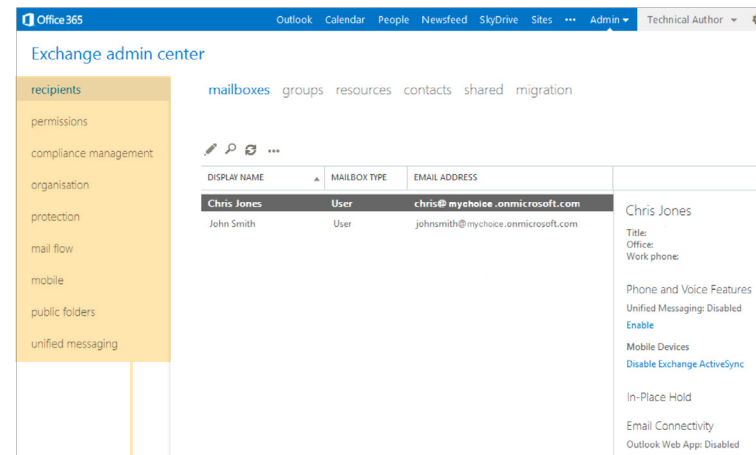 Office 365 Outlook Calendar People Newsfeed SkyDrive Sites ••• Admin Technical Author
Exchange admin center
recipients
permissions
compliance management
organisation
protection
mail flow
mobile
public folders
unified messaging
mailboxes groups resources contacts shared migration
•••
DISPLAY NAME MAILBOX TYPE EMAIL ADDRESS
Chris Jones User chris@mychoice.onmicrosoft.com
John Smith User johnsmith@mychoice.onmicrosoft.com
Chris Jones
Title:
Office:
Work phone:
Phone and Voice Features
Unified Messaging: Disabled
Enable
Mobile Devices
Disable Exchange ActiveSync
In-Place Hold
Email Connectivity
Outlook Web App: Disabled